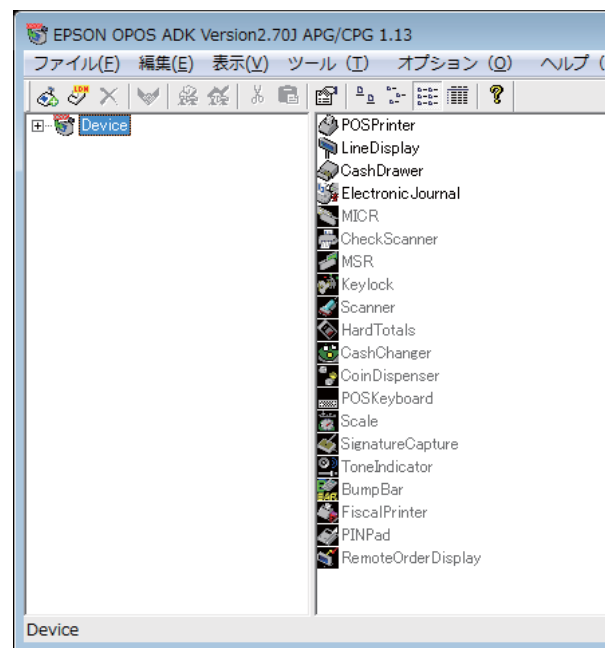 EPSON OPOS ADK Version2.70J APG/CPG 1.13
ファイル(F) 編集(E) 表示(V) ツール (T) オプション (O) ヘルプ (
Device
POSPrinter
LineDisplay
CashDrawer
ElectronicJournal
MICR
CheckScanner
MSR
Keylock
Scanner
HardTotals
CashChanger
CoinDispenser
POSKeyboard
Scale
SignatureCapture
ToneIndicator
BumpBar
FiscalPrinter
PINPad
RemoteOrderDisplay
Device